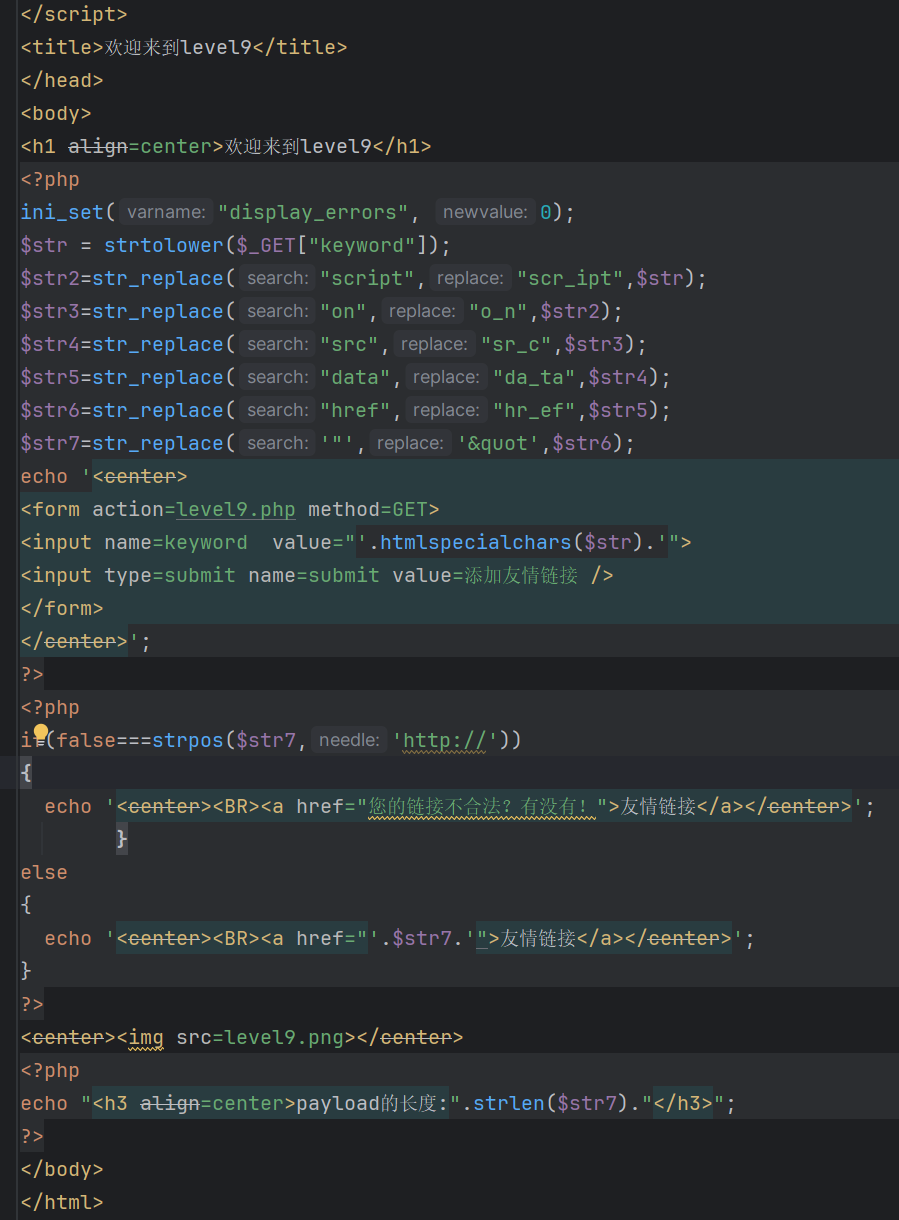 </script>
<title>欢迎来到level9</title>
</head>
<body>
<h1 align=center>欢迎来到level9</h1>
<?php
ini_set( varname: "display_errors", newvalue: 0);
$str = strtolower($_GET["keyword"]);
$str2=str_replace( search: "script", replace: "scr_ipt",$str);
$str3=str_replace( search: "on", replace: "o_n",$str2);
$str4=str_replace( search: "src", replace: "sr_c",$str3);
$str5=str_replace( search: "data", replace: "da_ta",$str4);
$str6=str_replace( search: "href", replace: "hr_ef",$str5);
$str7=str_replace( search: '"', replace: '&quot',$str6);
echo '<center>
<form action=level9.php method=GET>
<input name=keyword  value="'.htmlspecialchars($str).'">
<input type=submit name=submit value=添加友情链接 />
</form>
</center>';
?>
<?php
if(false===strpos($str7, needle: 'http://'))
{
  echo '<center><BR><a href="您的链接不合法？有没有！">友情链接</a></center>';
        }
else
{
  echo '<center><BR><a href="'.$str7.'">友情链接</a></center>';
}
?>
<center><img src=level9.png></center>
<?php
echo "<h3 align=center>payload的长度:".strlen($str7)."</h3>";
?>
</body>
</html>